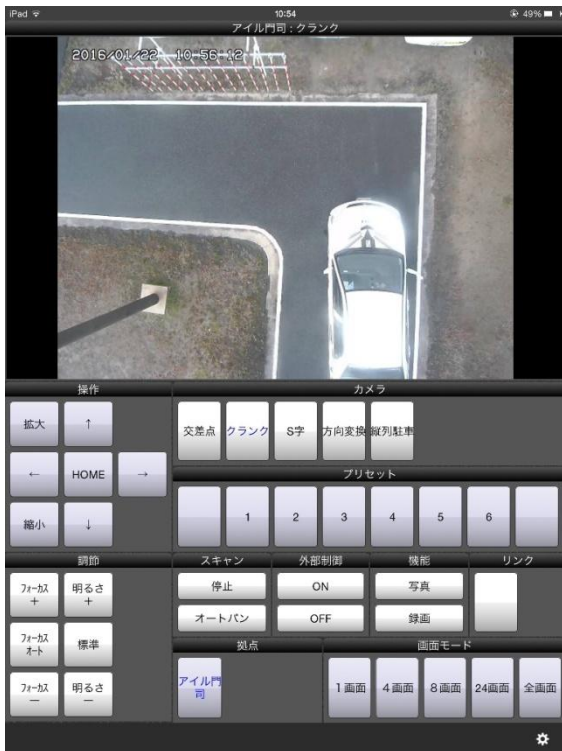 iPad 10:54 49%
アイル門司 : クランク
2016/01/22 10:56:12
操作
拡大 ↑
← HOME →
縮小 ↓
カメラ
交差点 クランク S字 方向変換 縦列駐車
プリセット
1 2 3 4 5 6
調節
フォーカス + 明るさ +
フォーカス オート 標準
フォーカス ー 明るさ ー
スキャン
停止
オートパン
外部制御
ON
OFF
機能
写真
録画
リンク
拠点
アイル門
司
画面モード
1画面 4画面 8画面 24画面 全画面